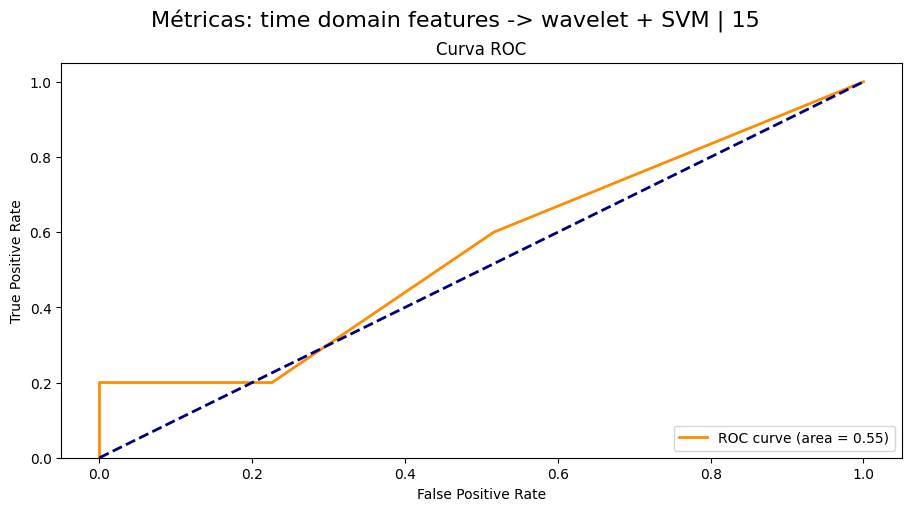 Métricas: time domain features -> wavelet + SVM | 15
Curva ROC
1.0
0.8
0.6
0.4
0.2
0.0
True Positive Rate
ROC curve (area = 0.55)
0.0 0.2 0.4 0.6 0.8 1.0
False Positive Rate